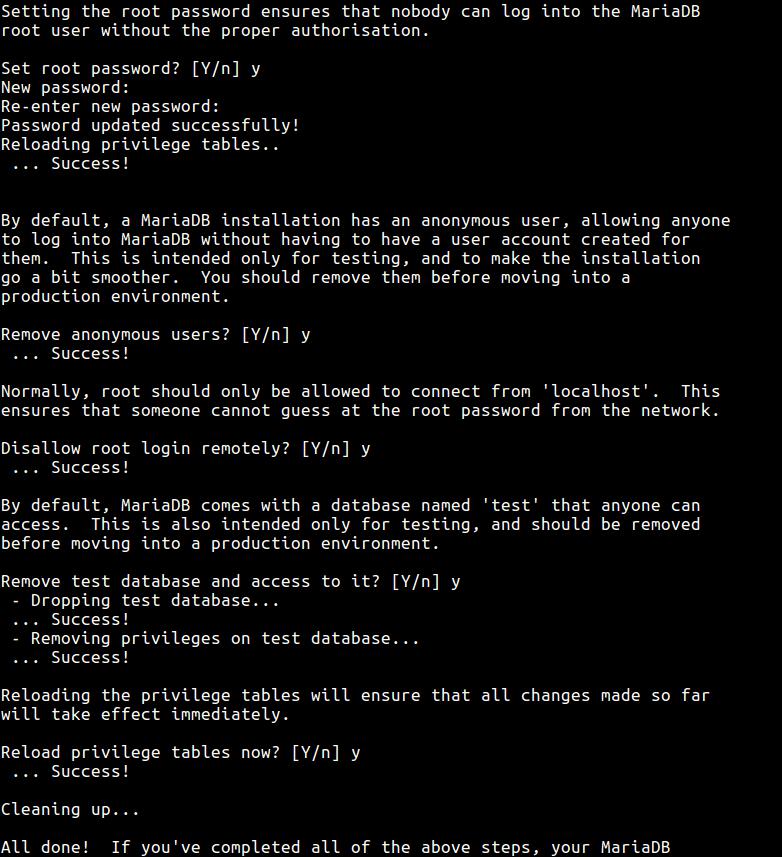 Setting the root password ensures that nobody can log into the MariaDB
root user without the proper authorisation.

Set root password? [Y/n] y
New password:
Re-enter new password:
Password updated successfully!
Reloading privilege tables..
 ... Success!


By default, a MariaDB installation has an anonymous user, allowing anyone
to log into MariaDB without having to have a user account created for
them.  This is intended only for testing, and to make the installation
go a bit smoother.  You should remove them before moving into a
production environment.

Remove anonymous users? [Y/n] y
 ... Success!

Normally, root should only be allowed to connect from 'localhost'.  This
ensures that someone cannot guess at the root password from the network.

Disallow root login remotely? [Y/n] y
 ... Success!

By default, MariaDB comes with a database named 'test' that anyone can
access.  This is also intended only for testing, and should be removed
before moving into a production environment.

Remove test database and access to it? [Y/n] y
 - Dropping test database...
 ... Success!
 - Removing privileges on test database...
 ... Success!

Reloading the privilege tables will ensure that all changes made so far
will take effect immediately.

Reload privilege tables now? [Y/n] y
 ... Success!

Cleaning up...

All done!  If you've completed all of the above steps, your MariaDB